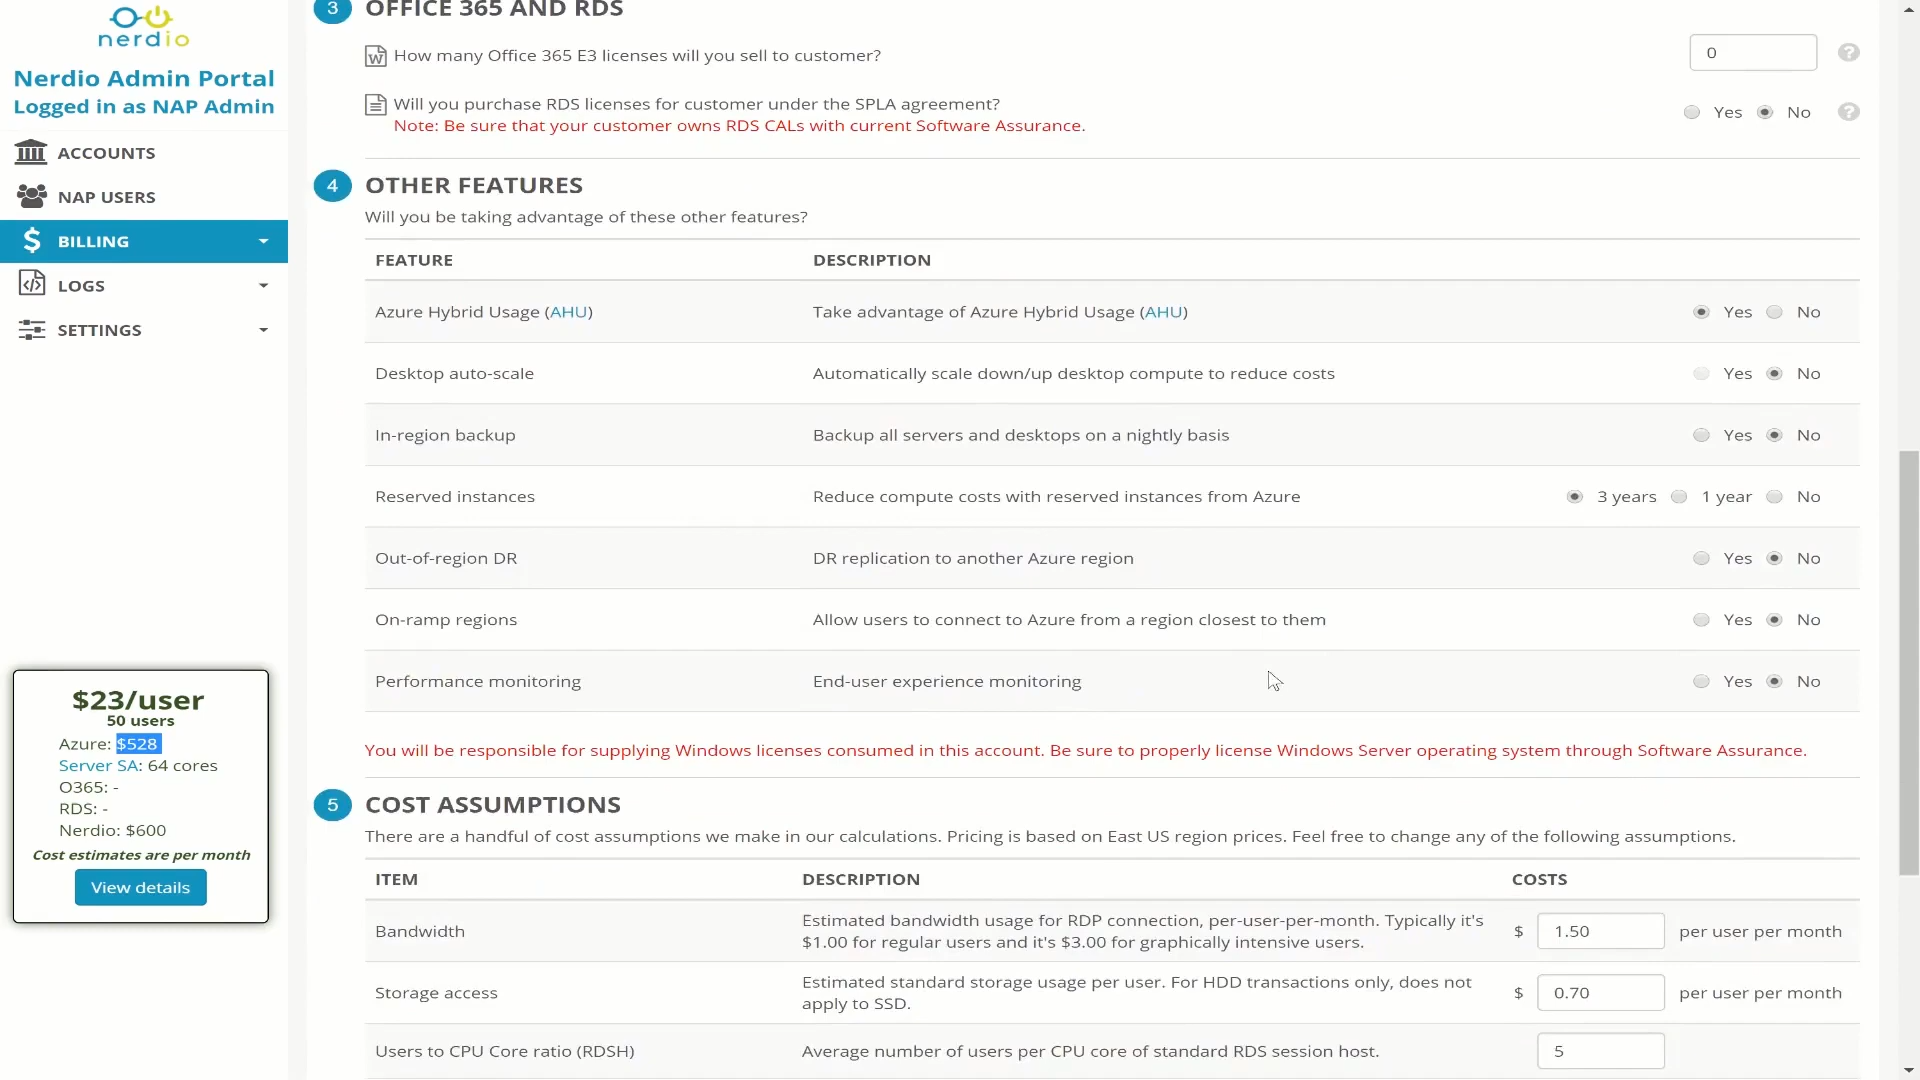 nerdio
Nerdio Admin Portal
Logged in as NAP Admin
ACCOUNTS
NAP USERS
BILLING
LOGS
SETTINGS
$23/user
50 users
Azure: $528
Server SA: 64 cores
O365: -
RDS: -
Nerdio: $600
Cost estimates are per month
View details
3 OFFICE 365 AND RDS
How many Office 365 E3 licenses will you sell to customer? 0 ?
Will you purchase RDS licenses for customer under the SPLA agreement? Yes No ?
Note: Be sure that your customer owns RDS CALs with current Software Assurance.
4 OTHER FEATURES
Will you be taking advantage of these other features?
FEATURE DESCRIPTION
Azure Hybrid Usage (AHU) Take advantage of Azure Hybrid Usage (AHU) Yes No
Desktop auto-scale Automatically scale down/up desktop compute to reduce costs Yes No
In-region backup Backup all servers and desktops on a nightly basis Yes No
Reserved instances Reduce compute costs with reserved instances from Azure 3 years 1 year No
Out-of-region DR DR replication to another Azure region Yes No
On-ramp regions Allow users to connect to Azure from a region closest to them Yes No
Performance monitoring End-user experience monitoring Yes No
You will be responsible for supplying Windows licenses consumed in this account. Be sure to properly license Windows Server operating system through Software Assurance.
5 COST ASSUMPTIONS
There are a handful of cost assumptions we make in our calculations. Pricing is based on East US region prices. Feel free to change any of the following assumptions.
ITEM DESCRIPTION COSTS
Bandwidth Estimated bandwidth usage for RDP connection, per-user-per-month. Typically it's
$1.00 for regular users and it's $3.00 for graphically intensive users. $ 1.50 per user per month
Storage access Estimated standard storage usage per user. For HDD transactions only, does not
apply to SSD. $ 0.70 per user per month
Users to CPU Core ratio (RDSH) Average number of users per CPU core of standard RDS session host. 5